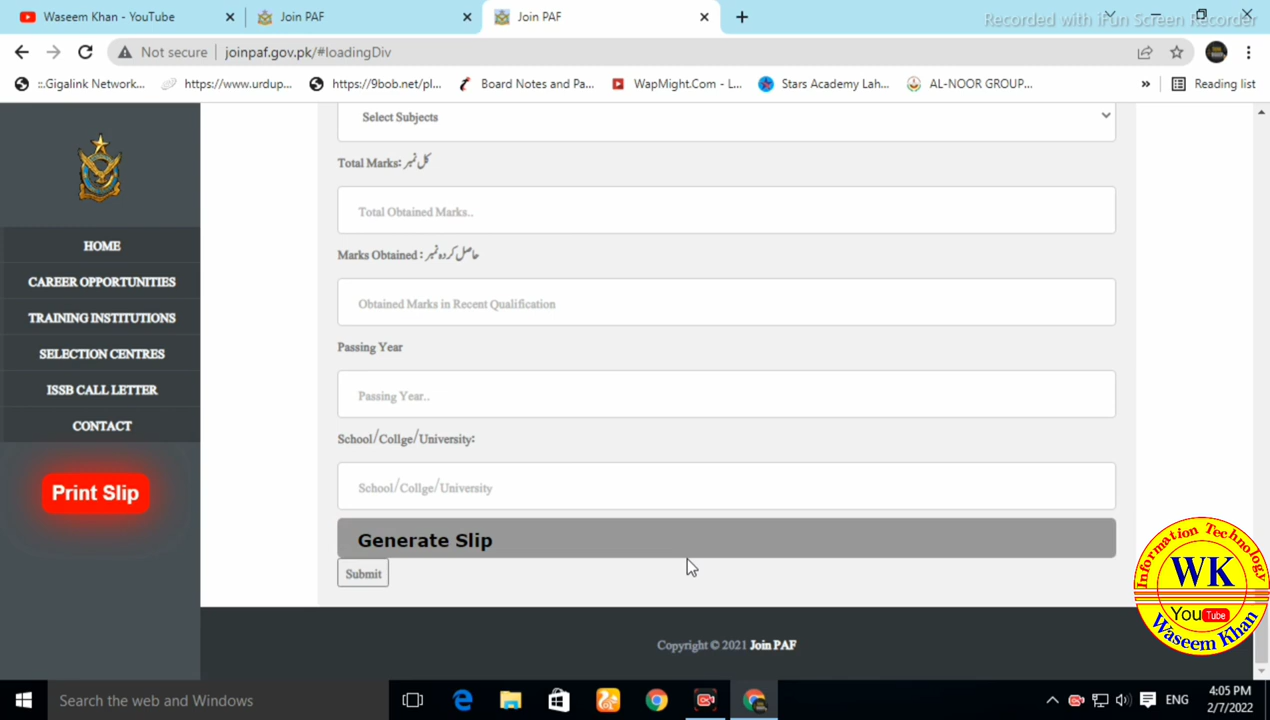 Waseem Khan - YouTube
Join PAF
Join PAF
Recorded with iFun Screen Recorder
Not secure
joinpaf.gov.pk/#loadingDiv
::.Gigalink Network...
https://www.urdup...
https://9bob.net/pl...
Board Notes and Pa...
WapMight.Com - L...
Stars Academy Lah...
AL-NOOR GROUP...
»
Reading list
HOME
CAREER OPPORTUNITIES
TRAINING INSTITUTIONS
SELECTION CENTRES
ISSB CALL LETTER
CONTACT
Print Slip
Select Subjects
Total Marks: کل نمبر
Total Obtained Marks..
Marks Obtained : حاصل کردہ نمبر
Obtained Marks in Recent Qualification
Passing Year
Passing Year..
School/Collge/University:
School/Collge/University
Generate Slip
Submit
Copyright © 2021 Join PAF
Information Technology
WK
YouTube
Waseem Khan
Search the web and Windows
ENG
4:05 PM
2/7/2022